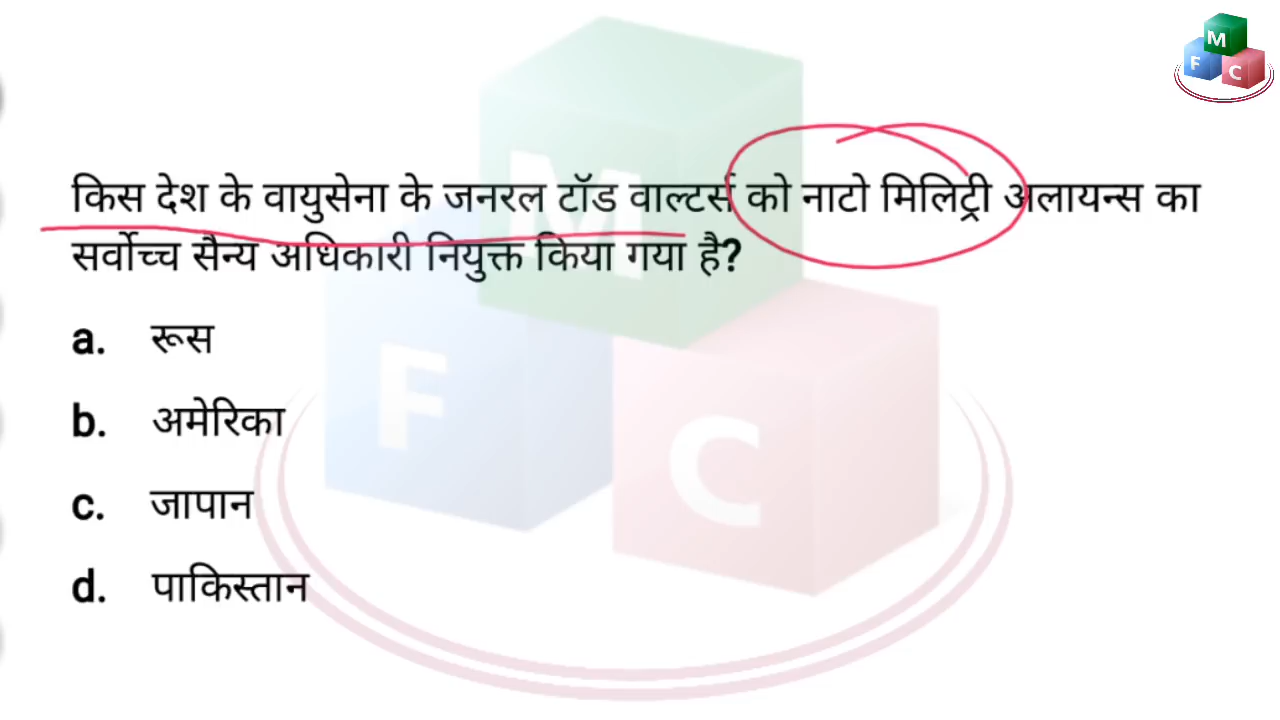 M
F
C
किस देश के वायुसेना के जनरल टॉड वाल्टर्स को नाटो मिलिट्री अलायन्स का
सर्वोच्च सैन्य अधिकारी नियुक्त किया गया है?
a. रूस
b. अमेरिका
c. जापान
d. पाकिस्तान
M
F
C